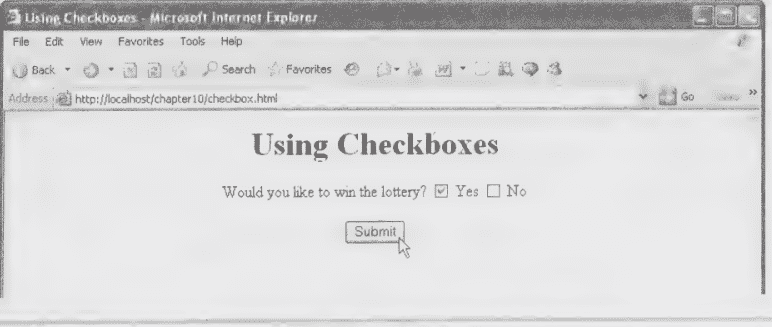 Using Checkboxes - Microsoft Internet Explorer
File Edit View Favorites Tools Help
Back Search Favorites
Address http://localhost/chapter10/checkbox.html Go
Using Checkboxes
Would you like to win the lottery? Yes No
Submit